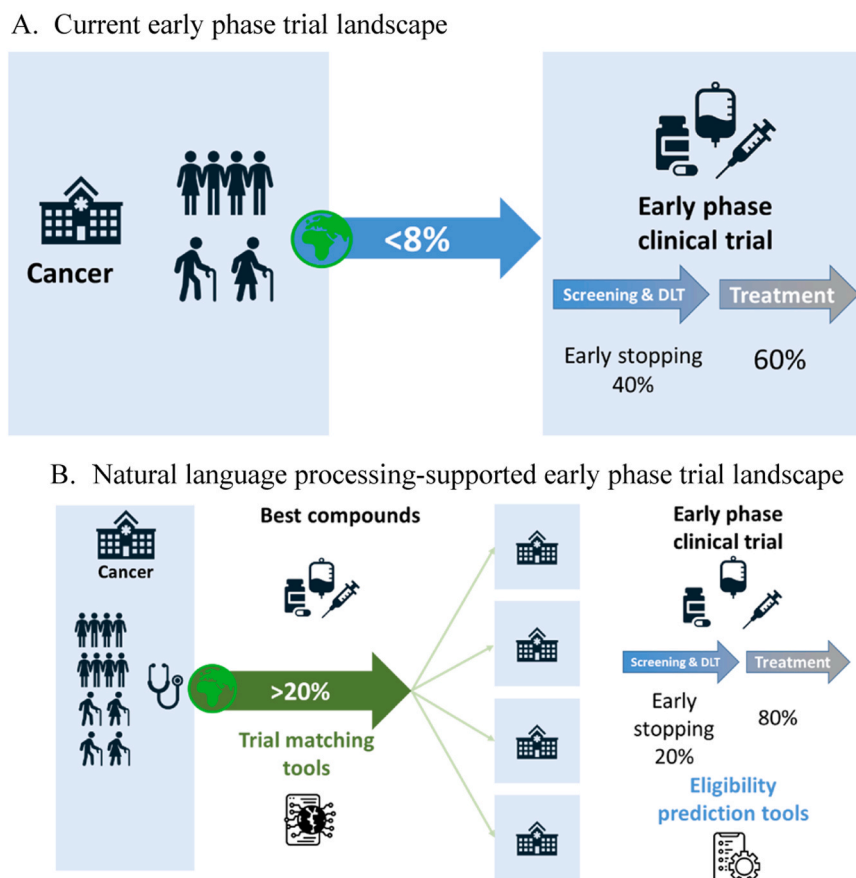 A. Current early phase trial landscape
Cancer
<8%
Early phase
clinical trial
Screening & DLT
Treatment
Early stopping
40%
60%
B. Natural language processing-supported early phase trial landscape
Cancer
Best compounds
>20%
Trial matching
tools
Early phase
clinical trial
Screening & DLT
Treatment
Early
stopping
20%
80%
Eligibility
prediction tools